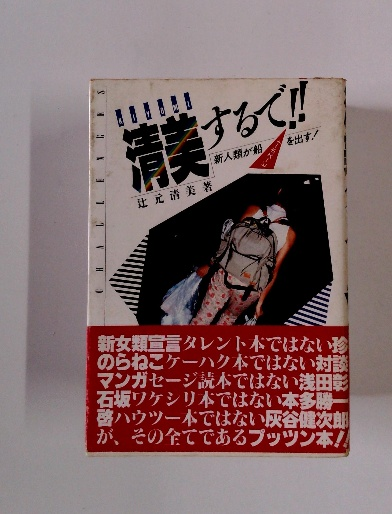 KIYOMI
清美するで!!
新人類が船を出す!
辻元清美著
CHALLENGERS
新女類宣言タレント本ではない珍
のらねこケーハク本ではない対談
マンガセージ読本ではない浅田彰
石坂ワケシリ本ではない本多勝一
啓ハウツー本ではない灰谷健次郎
が、その全てであるプッツン本!!